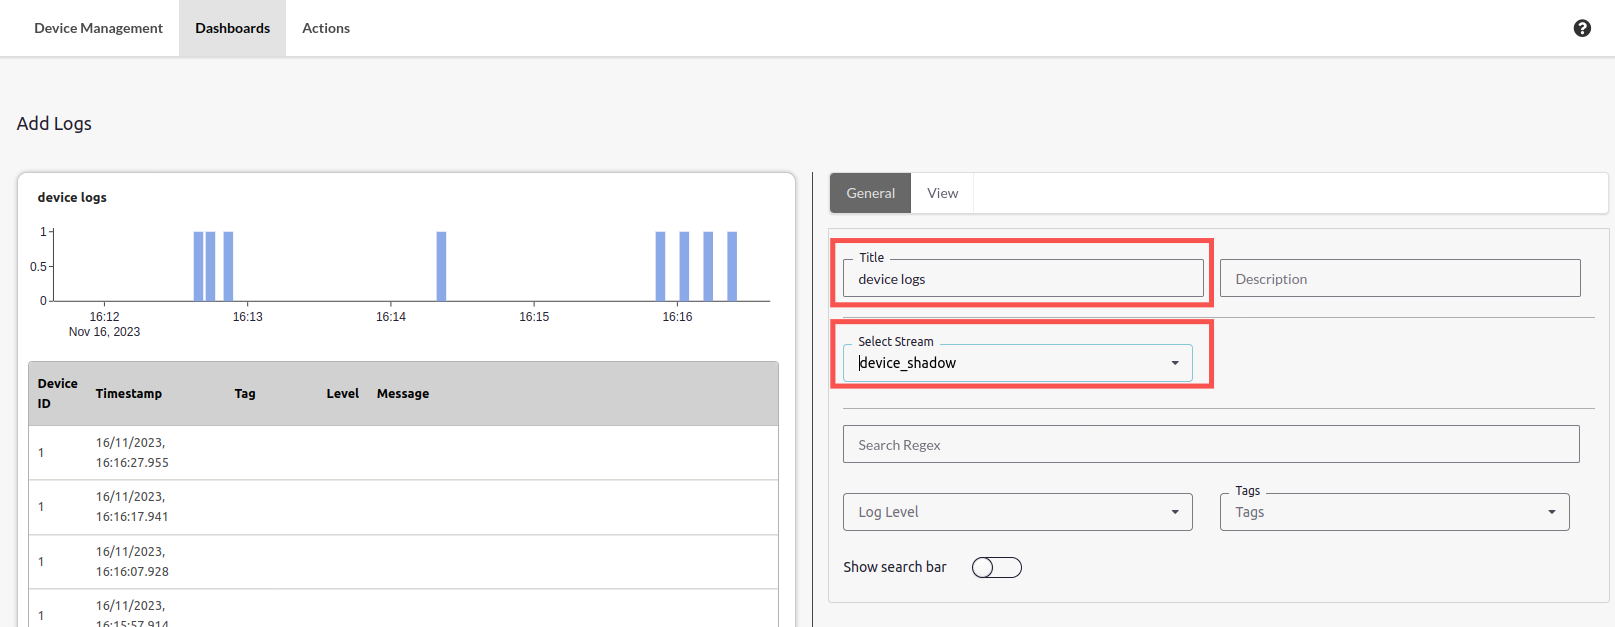 Device Management Dashboards Actions ?
Add Logs
device logs
1
0.5
0
16:12 16:13 16:14 16:15 16:16
Nov 16, 2023
Device ID Timestamp Tag Level Message
1 16/11/2023, 16:16:27.955
1 16/11/2023, 16:16:17.941
1 16/11/2023, 16:16:07.928
1 16/11/2023, 16:15:57.914
General View
Title
device logs
Description
Select Stream
device_shadow
Search Regex
Log Level
Tags
Tags
Show search bar